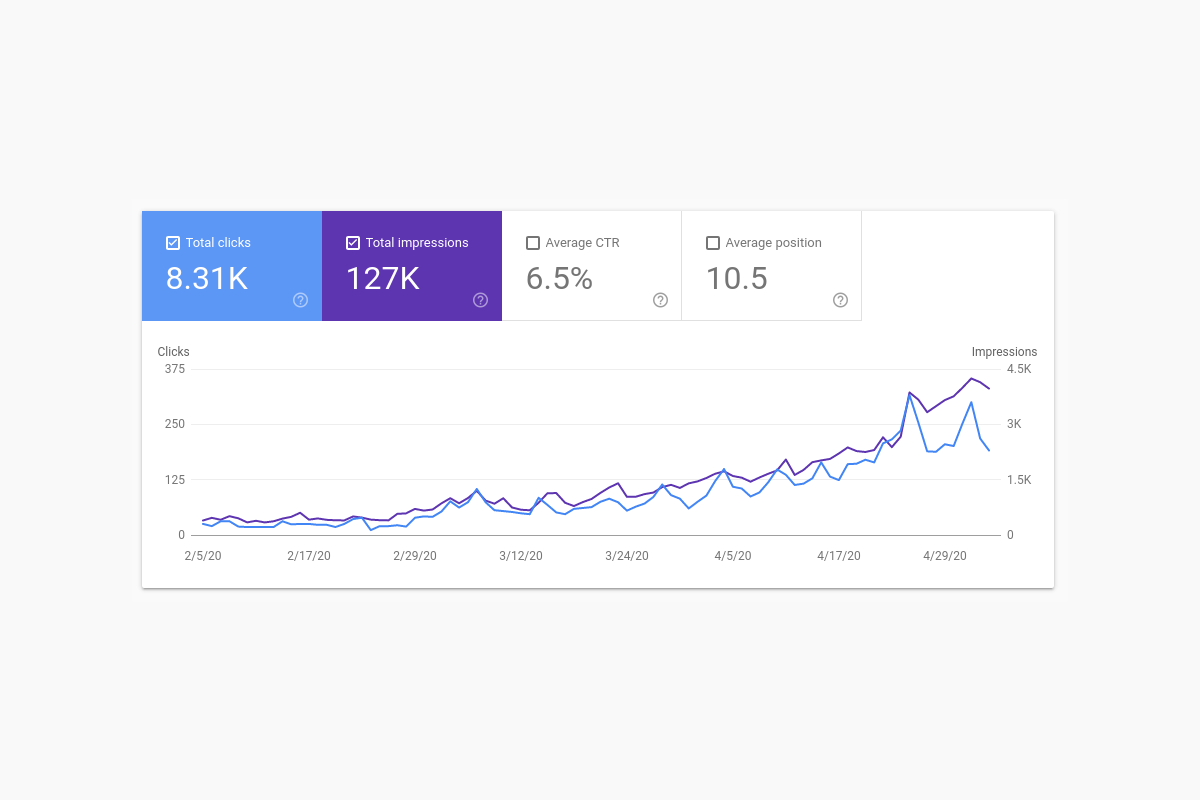 Total clicks
8.31K
Total impressions
127K
Average CTR
6.5%
Average position
10.5
Clicks
Impressions
375
4.5K
250
3K
125
1.5K
0
0
2/5/20 2/17/20 2/29/20 3/12/20 3/24/20 4/5/20 4/17/20 4/29/20